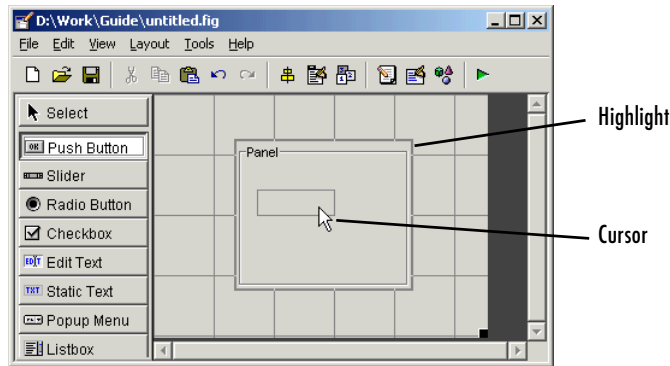 D:\Work\Guide\untitled.fig
File Edit View Layout Tools Help
Select
OK Push Button
Slider
Radio Button
Checkbox
EDIT Edit Text
TXT Static Text
Popup Menu
Listbox
Panel
Highlight
Cursor